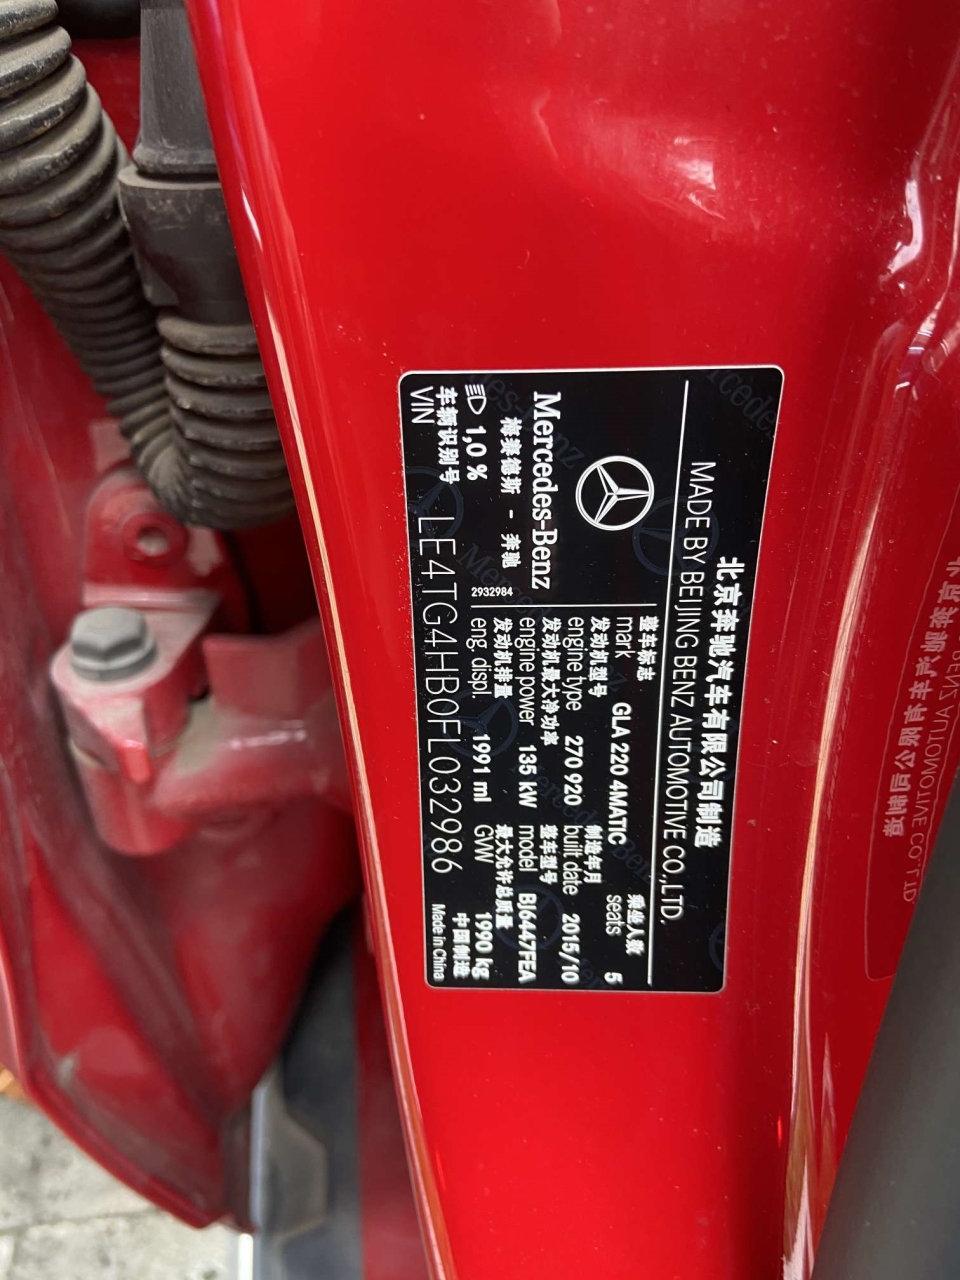 北京奔驰汽车有限公司制造
MADE BY BEIJING BENZ AUTOMOTIVE CO.,LTD.
Mercedes-Benz
梅赛德斯 - 奔驰
1,0 %
2932984
整车标志 乘坐人数
mark GLA 220 4MATIC seats 5
发动机型号 制造年月
engine type 270 920 built date 2015/10
发动机最大净功率 整车型号
engine power 135 kW model BJ6447FEA
发动机排量 最大允许总质量
eng. displ. 1991 ml GVW 1990 kg
车辆识别号
VIN LE4TG4HB0FL032986
中国制造
Made in China